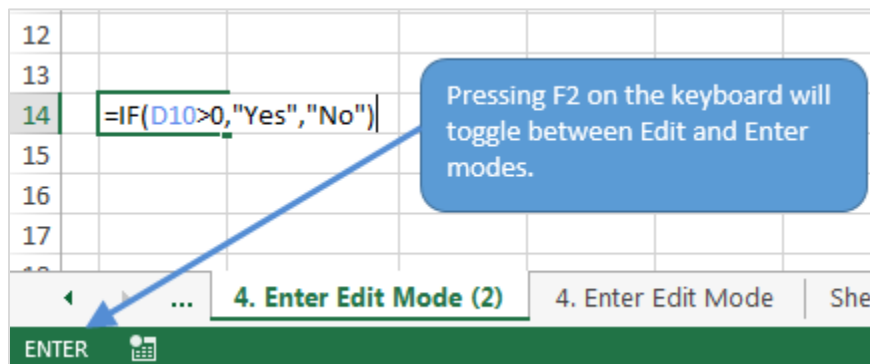 12
13
14
=IF(D10>0,"Yes","No")
Pressing F2 on the keyboard will
toggle between Edit and Enter
modes.
15
16
17
... 4. Enter Edit Mode (2) 4. Enter Edit Mode She
ENTER